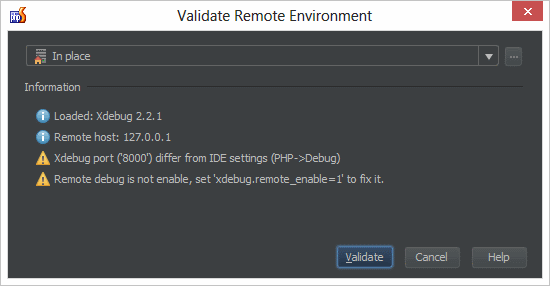 Validate Remote Environment
In place
Information
Loaded: Xdebug 2.2.1
Remote host: 127.0.0.1
Xdebug port ('8000') differ from IDE settings (PHP->Debug)
Remote debug is not enable, set 'xdebug.remote_enable=1' to fix it.
Validate Cancel Help